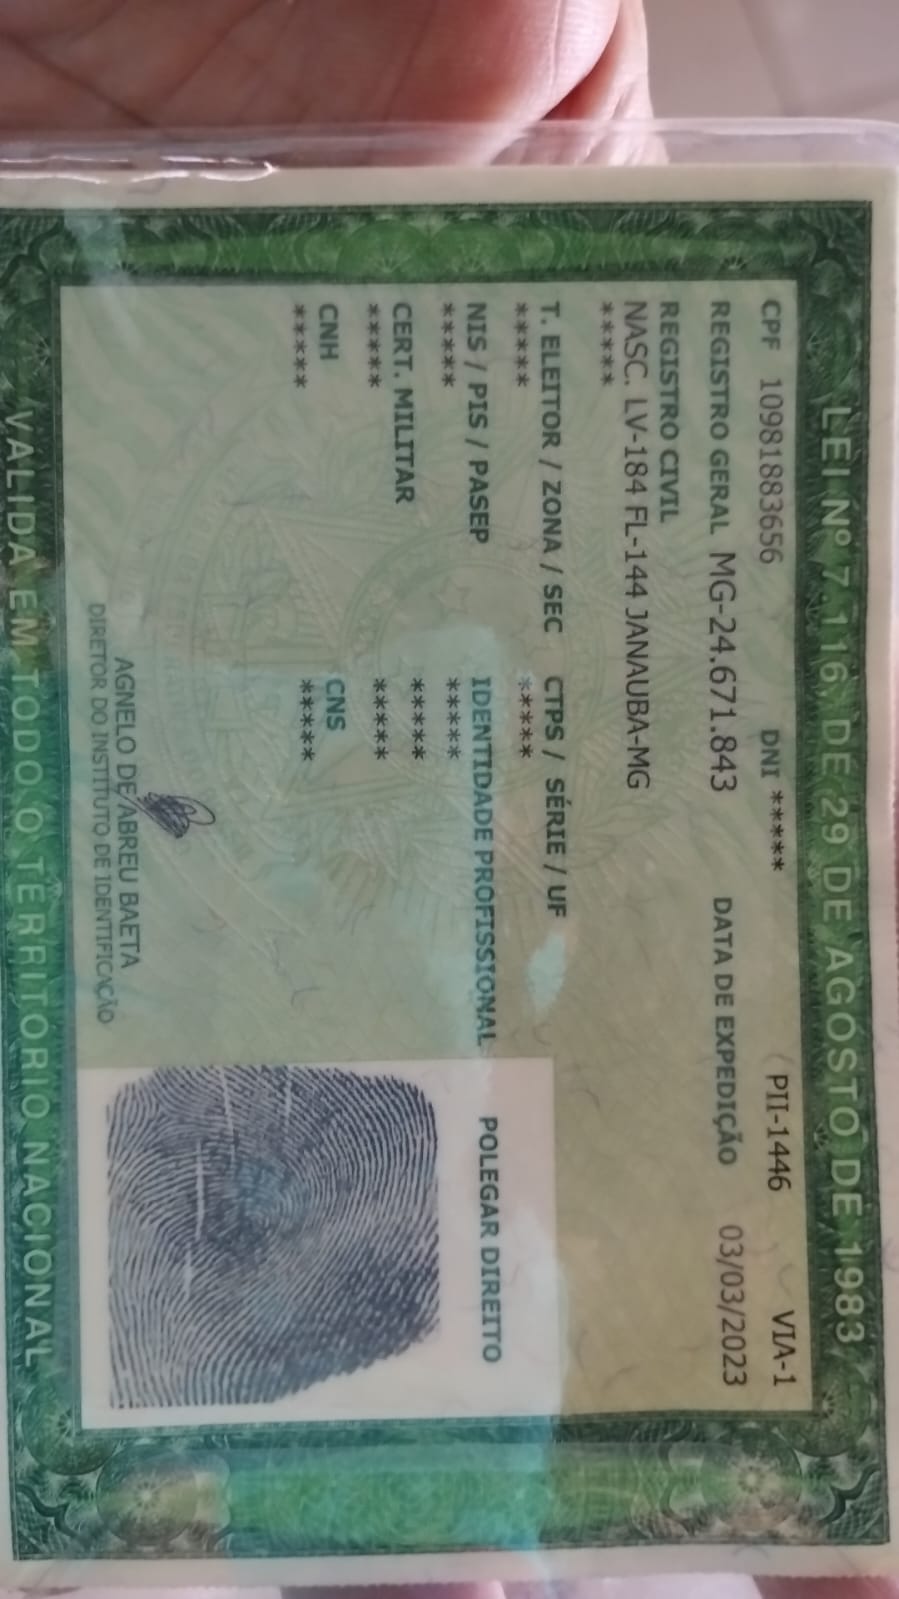 LEI Nº 7.116, DE 29 DE AGOSTO DE 1983
CPF 10981883656 DNI ***** PII-1446 VIA-1
REGISTRO GERAL MG-24.671.843 DATA DE EXPEDIÇÃO 03/03/2023
REGISTRO CIVIL
NASC. LV-184 FL-144 JANAUBA-MG
*****
T. ELEITOR / ZONA / SEC CTPS / SÉRIE / UF
***** *****
NIS / PIS / PASEP IDENTIDADE PROFISSIONAL
***** *****
*****
CERT. MILITAR
***** *****
CNH CNS
***** *****
POLEGAR DIREITO
AGNELO DE ABREU BAETA
DIRETOR DO INSTITUTO DE IDENTIFICAÇÃO
VALIDA EM TODO O TERRITORIO NACIONAL